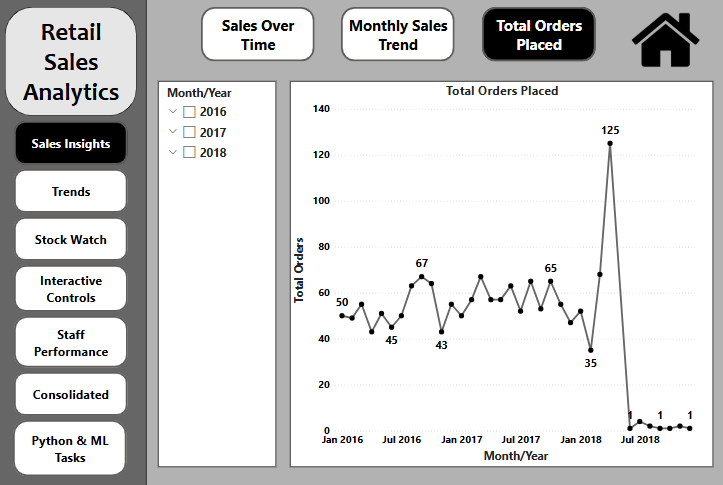 Retail
Sales
Analytics
Sales Insights
Trends
Stock Watch
Interactive
Controls
Staff
Performance
Consolidated
Python & ML
Tasks
Sales Over
Time
Monthly Sales
Trend
Total Orders
Placed
Month/Year
2016
2017
2018
Total Orders Placed
Total Orders
140
120
100
80
60
40
20
0
50
45
67
43
65
35
125
1
1
1
Jan 2016
Jul 2016
Jan 2017
Jul 2017
Jan 2018
Jul 2018
Month/Year